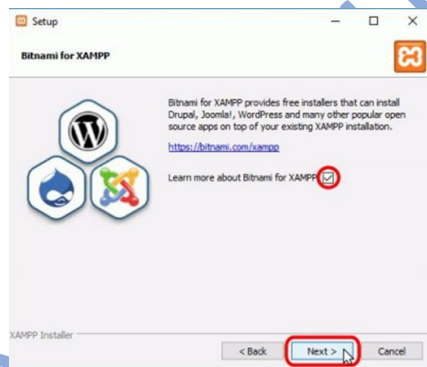 Setup
Bitnami for XAMPP
Bitnami for XAMPP provides free installers that can install
Drupal, Joomla!, WordPress and many other popular open
source apps on top of your existing XAMPP installation.
https://bitnami.com/xampp
Learn more about Bitnami for XAMPP
XAMPP Installer
< Back
Next >
Cancel